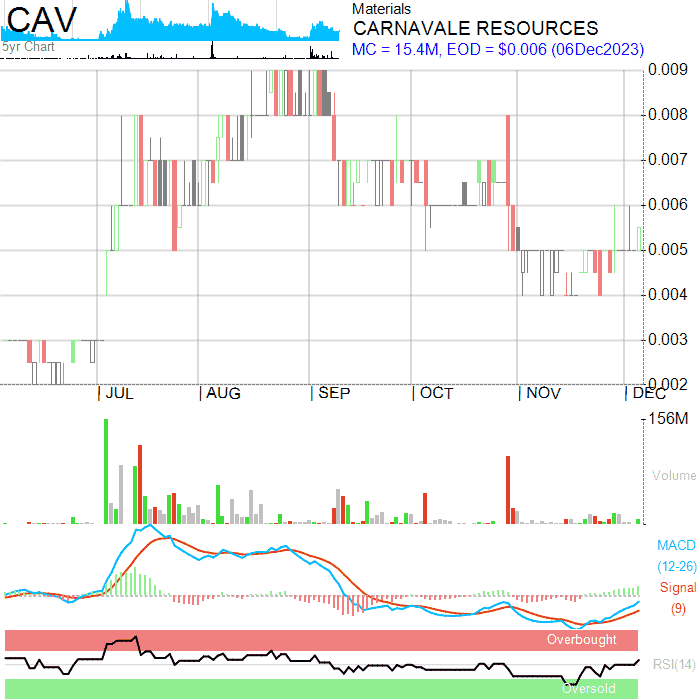 CAV
5yr Chart
Materials
CARNAVALE RESOURCES
MC = 15.4M, EOD = $0.006 (06Dec2023)
0.009
0.008
0.007
0.006
0.005
0.004
0.003
0.002
JUL
AUG
SEP
OCT
NOV
DEC
156M
Volume
MACD
(12-26)
Signal
(9)
Overbought
RSI(14)
Oversold